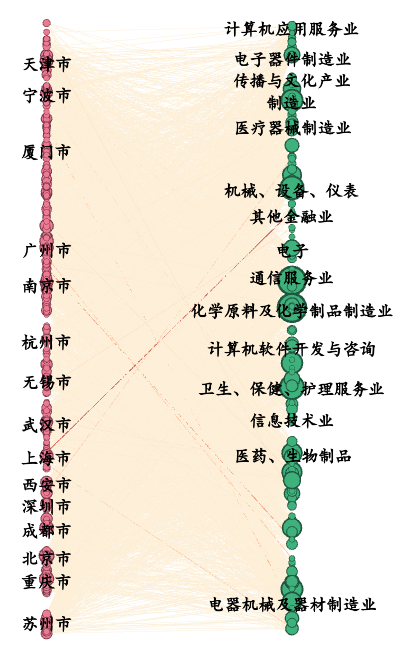 天津市
宁波市
厦门市
广州市
南京市
杭州市
无锡市
武汉市
上海市
西安市
深圳市
成都市
北京市
重庆市
苏州市
计算机应用服务业
电子器件制造业
传播与文化产业
制造业
医疗器械制造业
机械、设备、仪表
其他金融业
电子
通信服务业
化学原料及化学制品制造业
计算机软件开发与咨询
卫生、保健、护理服务业
信息技术业
医药、生物制品
电器机械及器材制造业